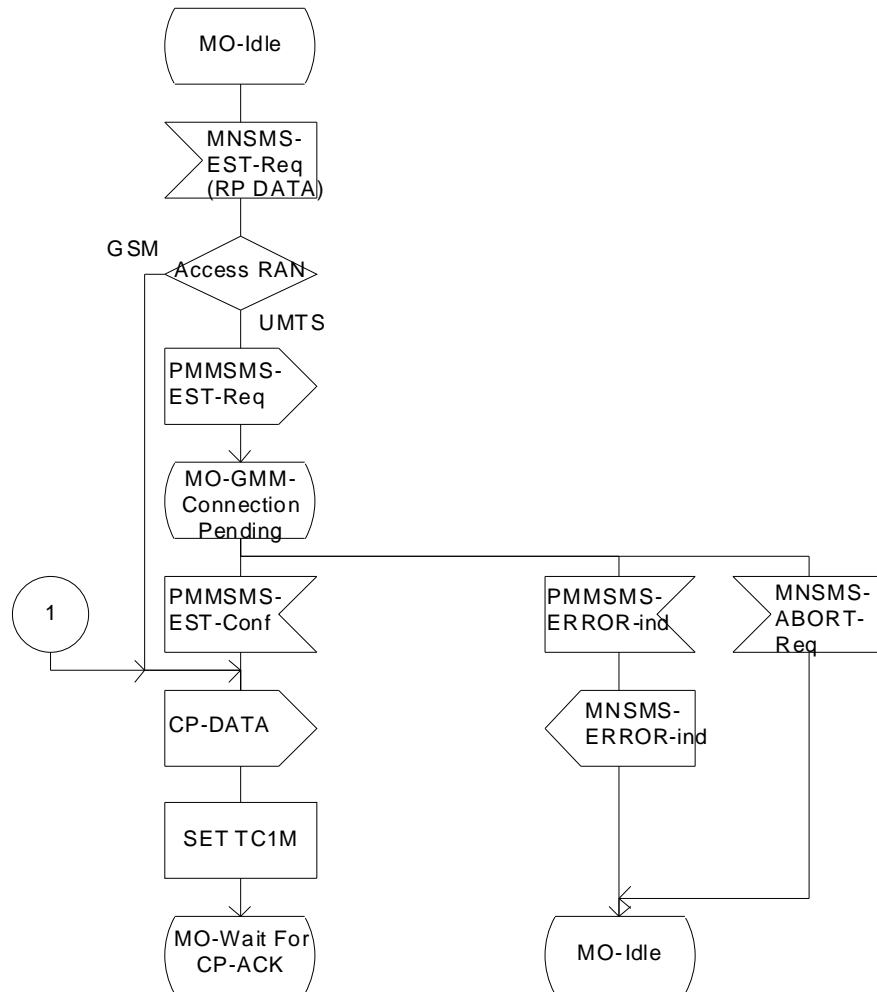 MO-Idle
MNSMS-
EST-Req
(RP DATA)
GSM
Access RAN
UMTS
PMMSMS-
EST-Req
MO-GMM-
Connection
Pending
1
PMMSMS-
EST-Conf
PMMSMS-
ERROR-ind
MNSMS-
ABORT-
Req
CP-DATA
MNSMS-
ERROR-ind
SET TC1M
MO-Wait For
CP-ACK
MO-Idle